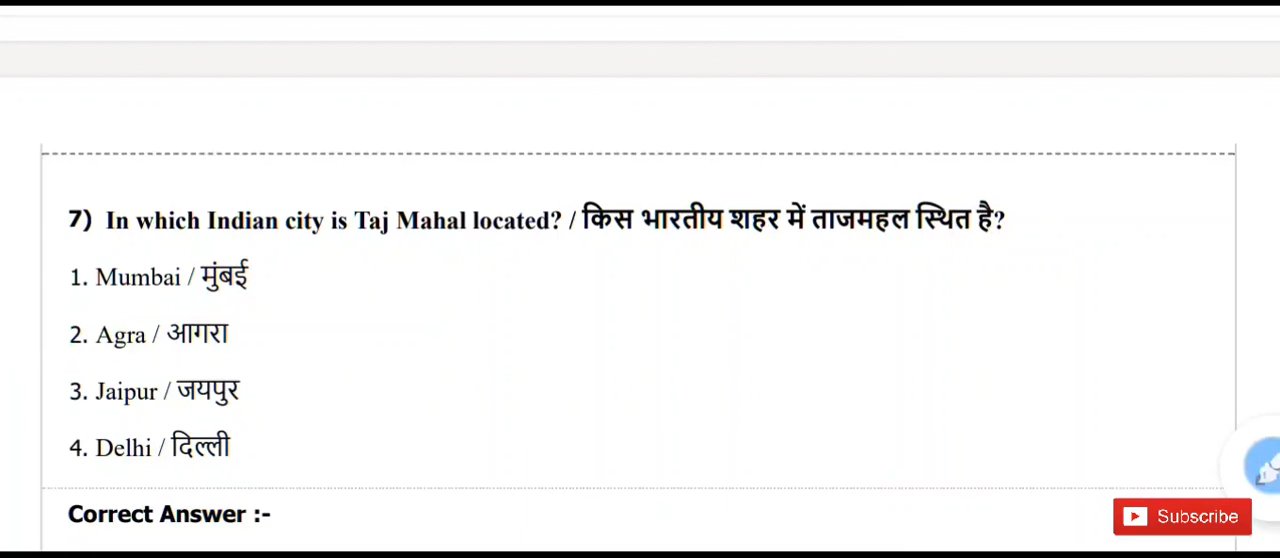 7) In which Indian city is Taj Mahal located? / किस भारतीय शहर में ताजमहल स्थित है?
1. Mumbai / मुंबई
2. Agra / आगरा
3. Jaipur / जयपुर
4. Delhi / दिल्ली
Correct Answer :-
Subscribe